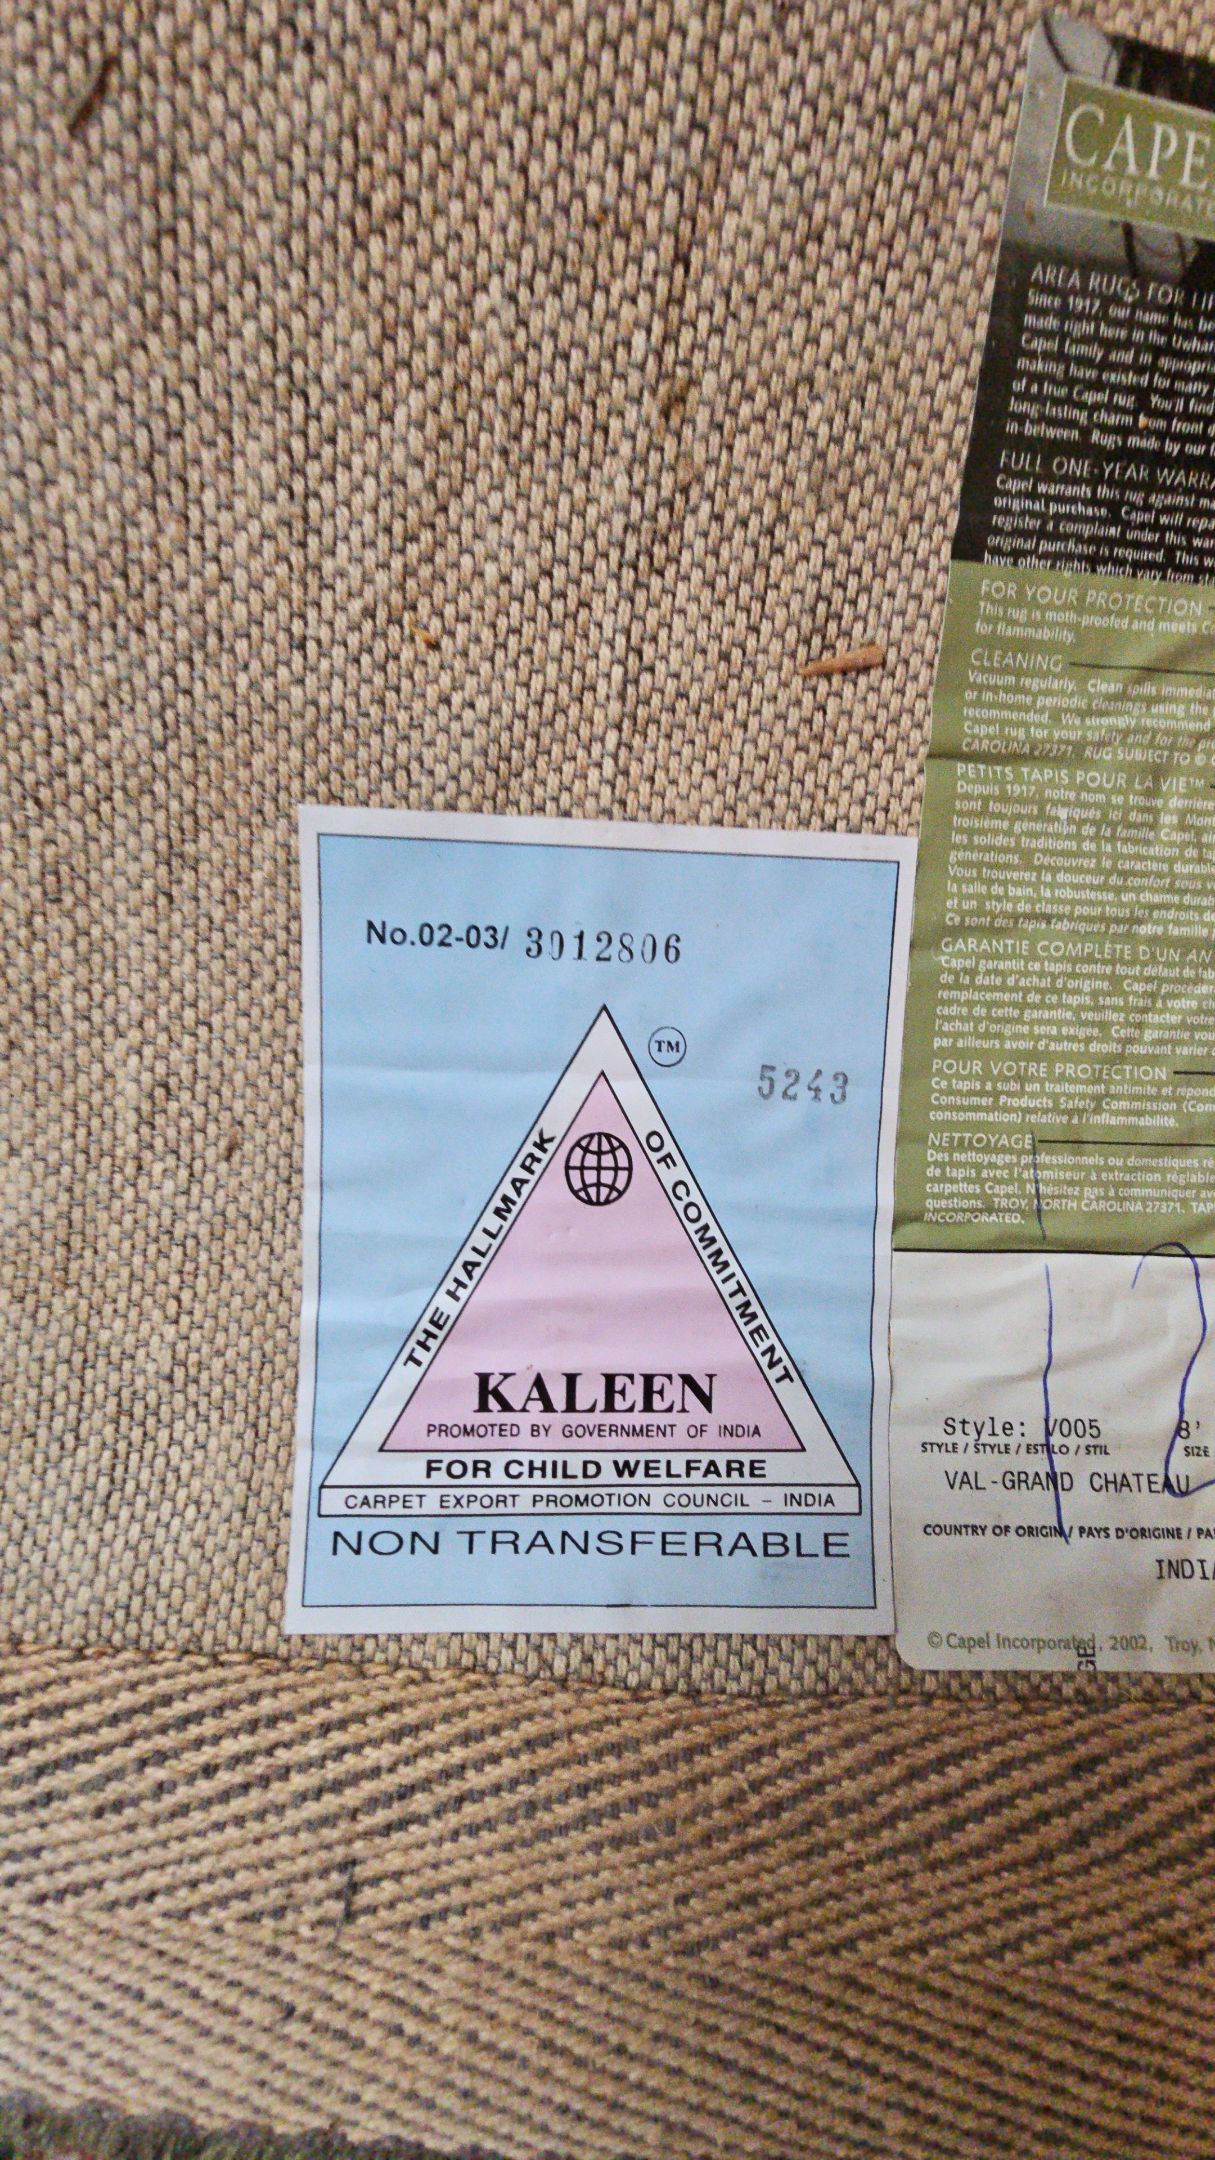 No.02-03/ 3012806
TM
5243
THE HALLMARK
OF COMMITMENT
KALEEN
PROMOTED BY GOVERNMENT OF INDIA
FOR CHILD WELFARE
CARPET EXPORT PROMOTION COUNCIL – INDIA
NON TRANSFERABLE
CAPE
INCORPORAT
AREA RUGS FOR LI
Since 1917, our name has be
made right here in the Uwhar
Capel family and in appropri
making have existed for many
of a true Capel rug. You'll find
long-lasting charm from front
in-between. Rugs made by our f
FULL ONE-YEAR WARRA
Capel warrants this rug against
original purchase. Capel will repa
register a complaint under this wa
original purchase is required. This w
have other rights which vary from st
FOR YOUR PROTECTION
This rug is moth-proofed and meets
for flammability.
CLEANING
Vacuum regularly. Clean spills immediat
or in-home periodic cleanings using the
recommended. We strongly recommend
Capel rug for your safety and for the pr
CAROLINA 27371. RUG SUBJECT TO ©
PETITS TAPIS POUR LA VIE™
Depuis 1917, notre nom se trouve derrière
sont toujours fabriqués ici dans les Mont
troisième génération de la famille Capel, ai
les solides traditions de la fabrication de ta
générations. Découvrez le caractère durable
Vous trouverez la douceur du confort sous v
la salle de bain, la robustesse, un charme durab
et un style de classe pour tous les endroits de
Ce sont des tapis fabriqués par notre famille
GARANTIE COMPLÈTE D'UN AN
Capel garantit ce tapis contre tout défaut de fab
de la date d'achat d'origine. Capel procéder
remplacement de ce tapis, sans frais à votre ch
cadre de cette garantie, veuillez contacter votre
l'achat d'origine sera exigée. Cette garantie vou
par ailleurs avoir d'autres droits pouvant varier
POUR VOTRE PROTECTION
Ce tapis a subi un traitement antimite et répond
Consumer Products Safety Commission (Com
consommation) relative à l'inflammabilité.
NETTOYAGE
Des nettoyages professionnels ou domestiques ré
de tapis avec l'atomiseur à extraction réglable
carpettes Capel. N'hésitez pas à communiquer av
questions. TROY, NORTH CAROLINA 27371. TAP
INCORPORATED.
Style: V005 8'
STYLE / STYLE / ESTILO / STIL SIZE
VAL-GRAND CHATEAU
COUNTRY OF ORIGIN / PAYS D'ORIGINE / PA
INDIA
© Capel Incorporated, 2002, Troy, N
GE